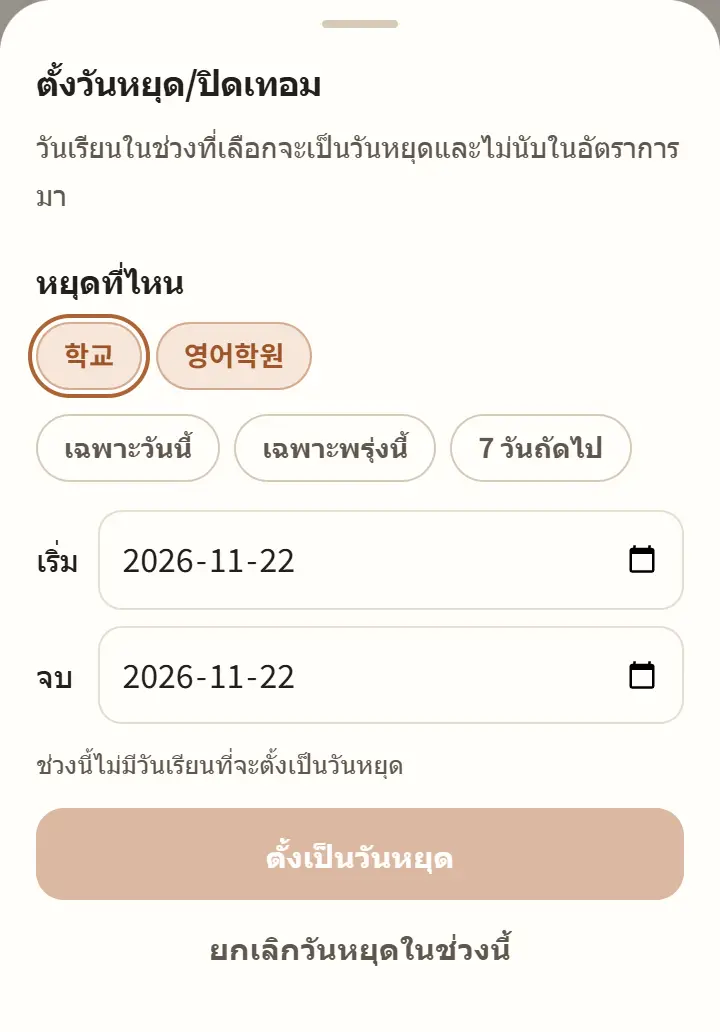 ตั้งวันหยุด/ปิดเทอม
วันเรียนในช่วงที่เลือกจะเป็นวันหยุดและไม่นับในอัตราการ
มา
หยุดที่ไหน
학교 영어학원
เฉพาะวันนี้ เฉพาะพรุ่งนี้ 7 วันถัดไป
เริ่ม 2026-11-22
จบ 2026-11-22
ช่วงนี้ไม่มีวันเรียนที่จะตั้งเป็นวันหยุด
ตั้งเป็นวันหยุด
ยกเลิกวันหยุดในช่วงนี้